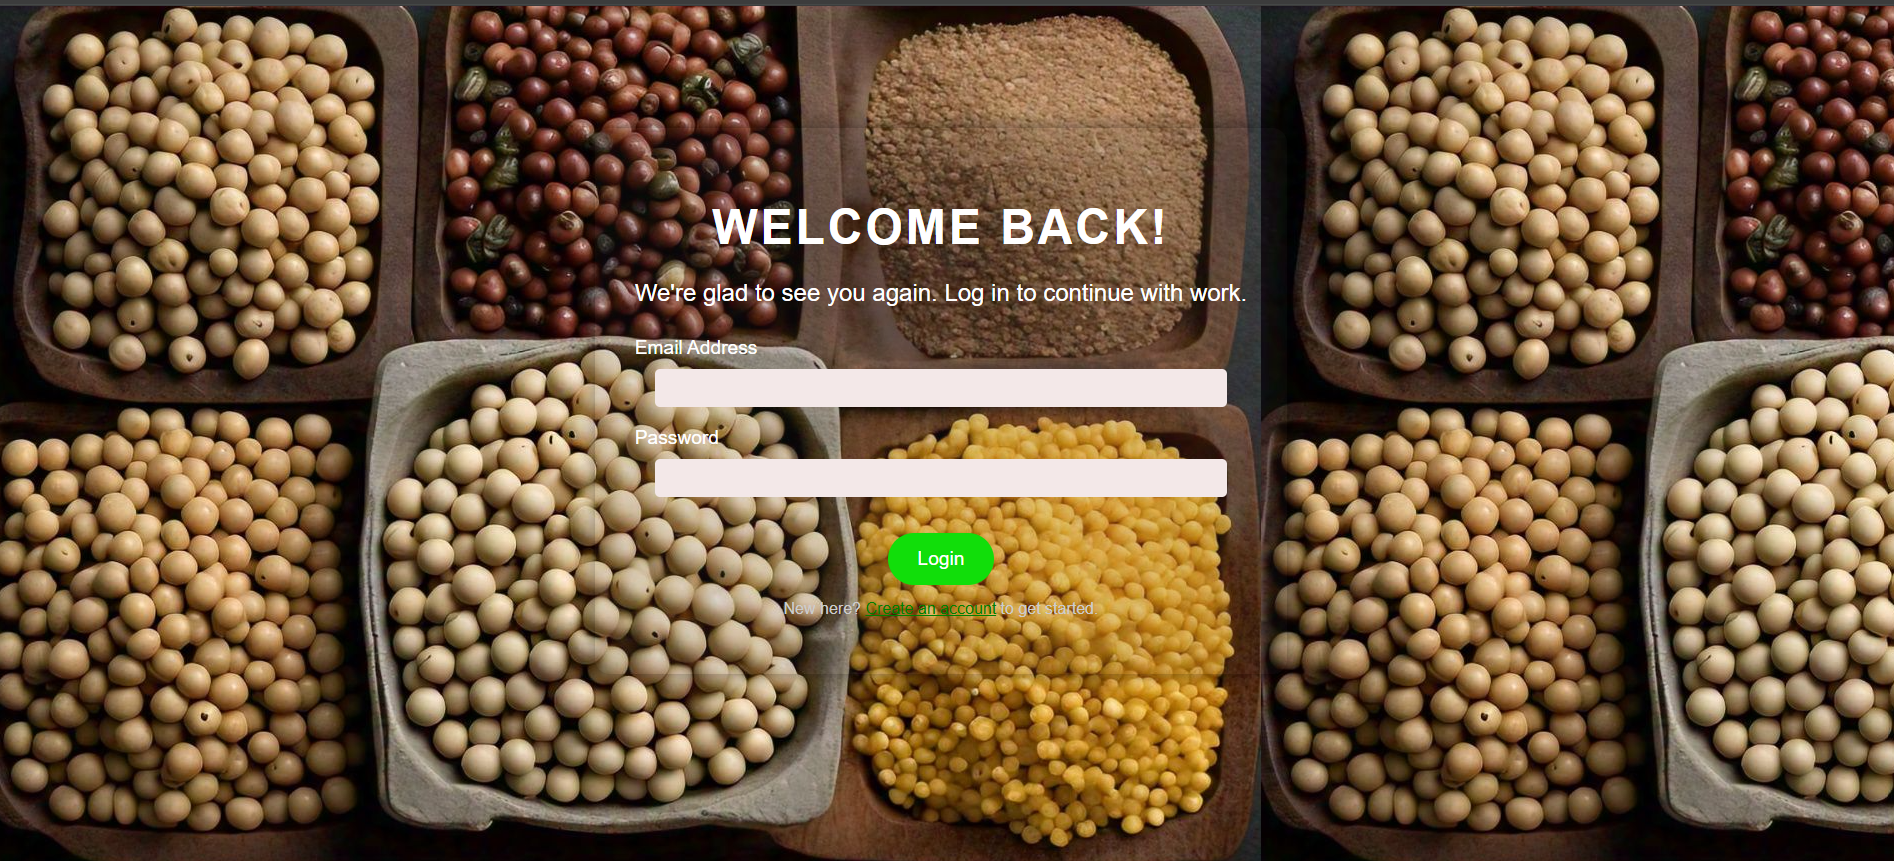 WELCOME BACK!
We're glad to see you again. Log in to continue with work.
Email Address
Password
Login
New here? Create an account to get started